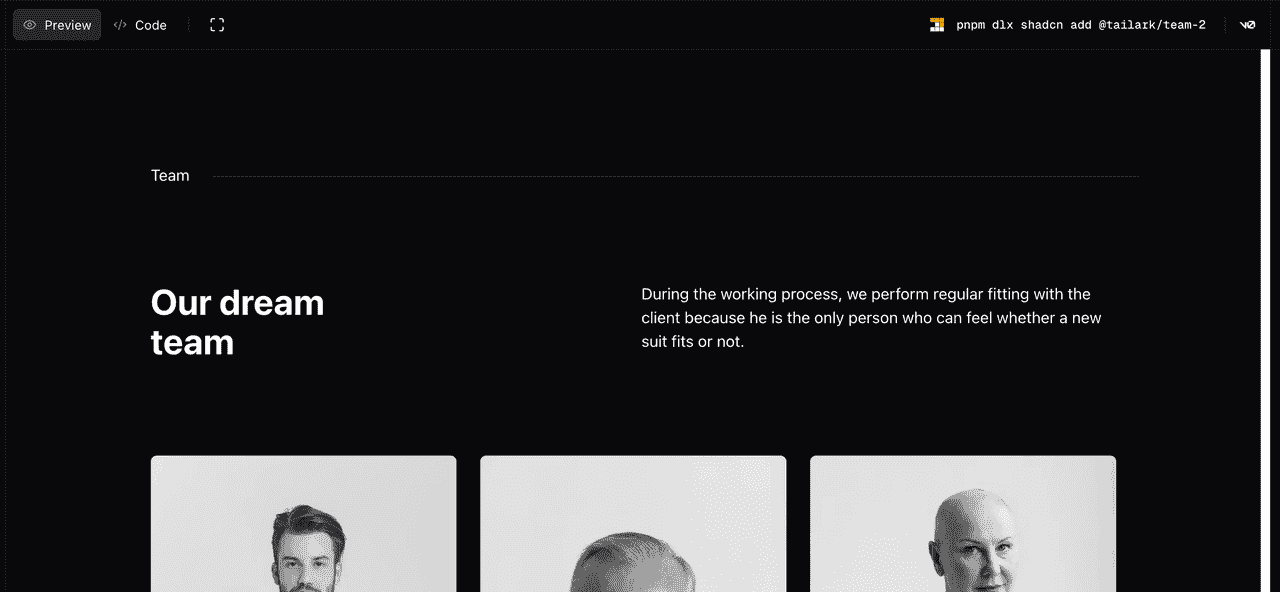 Preview
</> Code
pnpm dlx shadcn add @tailark/team-2
v0
Team
Our dream
team
During the working process, we perform regular fitting with the
client because he is the only person who can feel whether a new
suit fits or not.